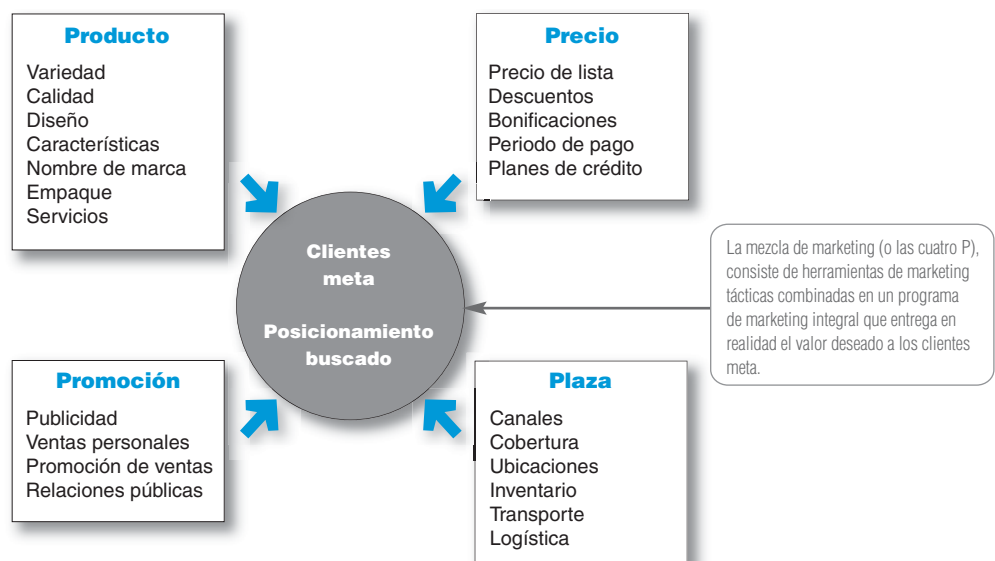 Producto
Variedad
Calidad
Diseño
Características
Nombre de marca
Empaque
Servicios
Precio
Precio de lista
Descuentos
Bonificaciones
Periodo de pago
Planes de crédito
Clientes
meta
Posicionamiento
buscado
La mezcla de marketing (o las cuatro P),
consiste de herramientas de marketing
tácticas combinadas en un programa
de marketing integral que entrega en
realidad el valor deseado a los clientes
meta.
Promoción
Publicidad
Ventas personales
Promoción de ventas
Relaciones públicas
Plaza
Canales
Cobertura
Ubicaciones
Inventario
Transporte
Logística